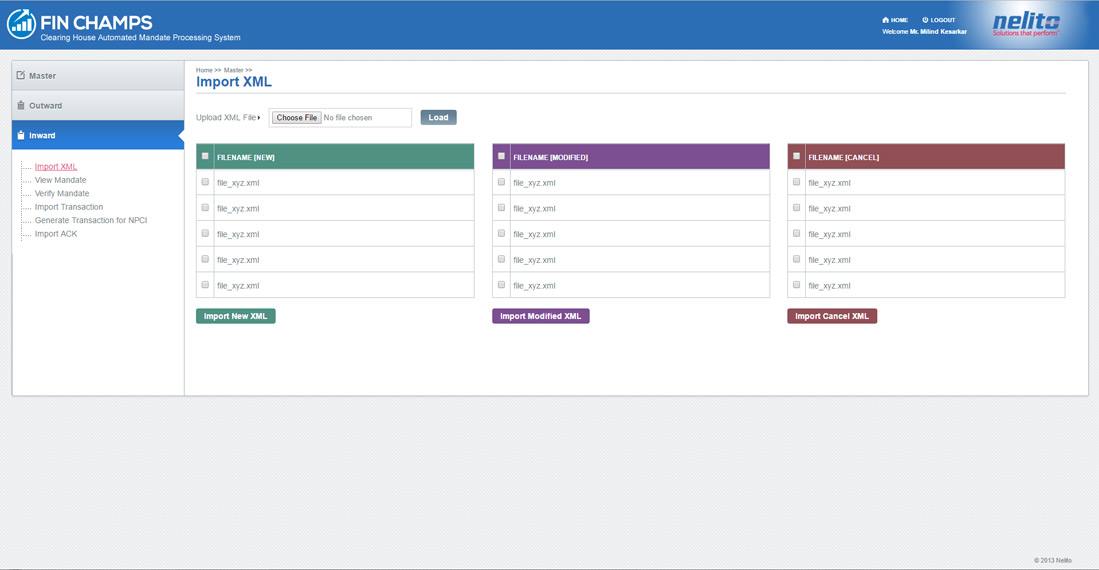 FIN CHAMPS
Clearing House Automated Mandate Processing System
HOME LOGOUT
Welcome Mr. Milind Kesarkar
nelito
Solutions that perform™
Master
Outward
Inward
Import XML
View Mandate
Verify Mandate
Import Transaction
Generate Transaction for NPCI
Import ACK
Home >> Master >>
Import XML
Upload XML File
Choose File No file chosen
Load
FILENAME [NEW] FILENAME [MODIFIED] FILENAME [CANCEL]
file_xyz.xml file_xyz.xml file_xyz.xml
file_xyz.xml file_xyz.xml file_xyz.xml
file_xyz.xml file_xyz.xml file_xyz.xml
file_xyz.xml file_xyz.xml file_xyz.xml
file_xyz.xml file_xyz.xml file_xyz.xml
Import New XML Import Modified XML Import Cancel XML
© 2013 Nelito